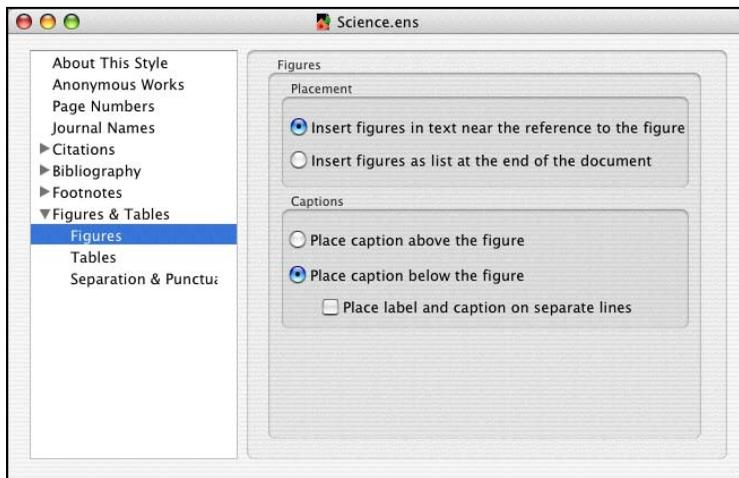 Science.ens
About This Style
Anonymous Works
Page Numbers
Journal Names
Citations
Bibliography
Footnotes
Figures & Tables
Figures
Tables
Separation & Punctua
Figures
Placement
Insert figures in text near the reference to the figure
Insert figures as list at the end of the document
Captions
Place caption above the figure
Place caption below the figure
Place label and caption on separate lines